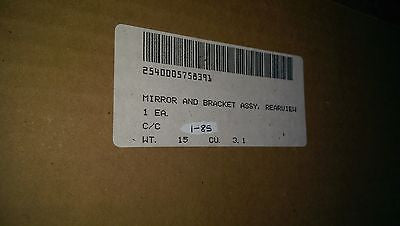 2540005758391
MIRROR AND BRACKET ASSY. REARVIEW
1 EA.
C/C 1-85
WT. 15 CU. 3.1